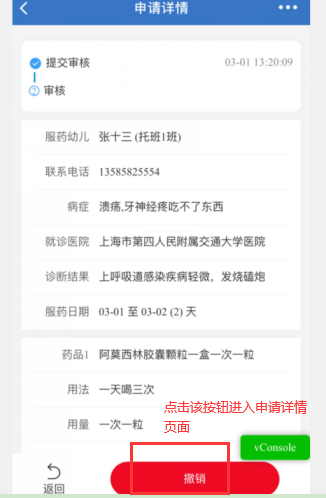 申请详情
提交审核 03-01 13:20:09
2 审核
服药幼儿 张十三 (托班1班)
联系电话 13585825554
病症 溃疡,牙神经疼吃不了东西
就诊医院 上海市第四人民附属交通大学医院
诊断结果 上呼吸道感染疾病轻微，发烧磕炮
服药日期 03-01 至 03-02 (2) 天
药品1 阿莫西林胶囊颗粒一盒一次一粒
用法 一天喝三次
用量 一次一粒
点击该按钮进入申请详情
页面
vConsole
返回
撤销